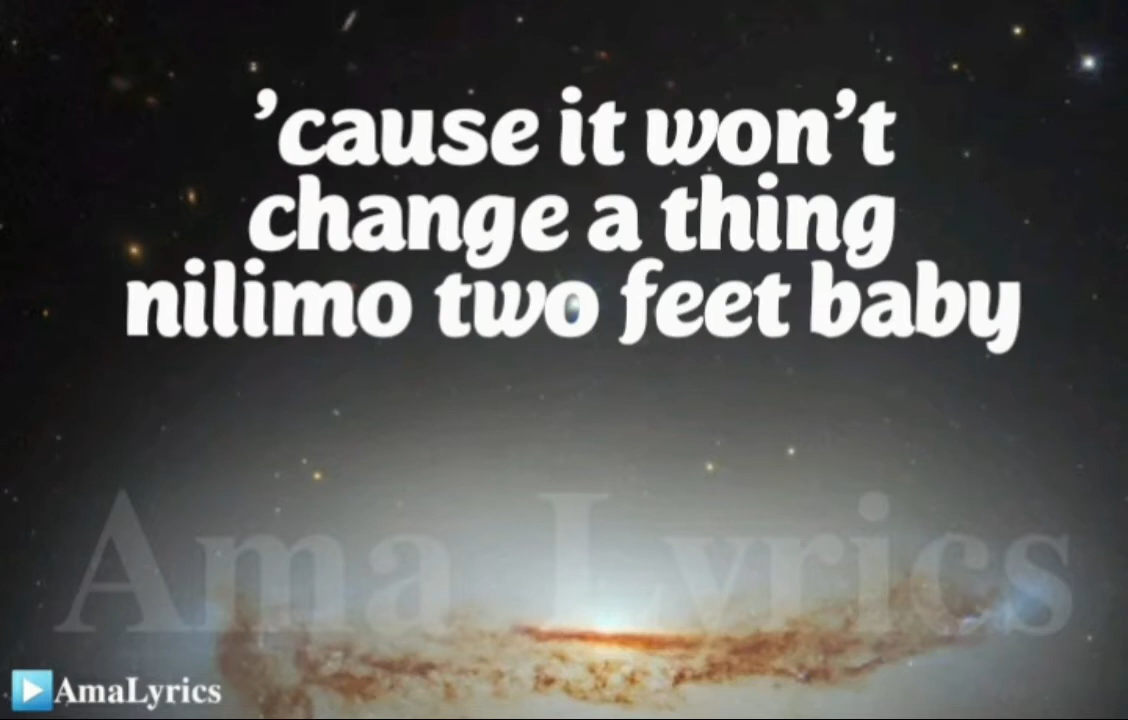 ’cause it won’t
change a thing
nilimo two feet baby
Ama Lyrics
AmaLyrics